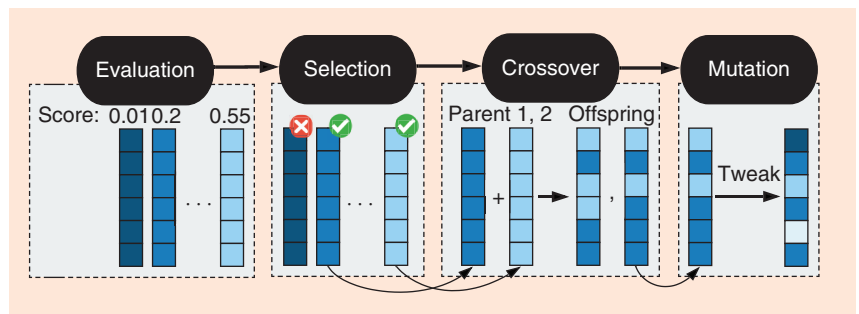 Evaluation
Selection
Crossover
Mutation
Score: 0.01 0.2 0.55
Parent 1, 2 Offspring
Tweak
...
...
+
,